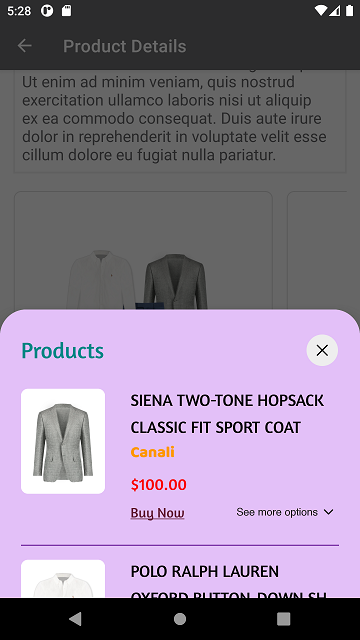 5:28
Product Details
Ut enim ad minim veniam, quis nostrud
exercitation ullamco laboris nisi ut aliquip
ex ea commodo consequat. Duis aute irure
dolor in reprehenderit in voluptate velit esse
cillum dolore eu fugiat nulla pariatur.
Products
SIENA TWO-TONE HOPSACK
CLASSIC FIT SPORT COAT
Canali
$100.00
Buy Now
See more options
POLO RALPH LAUREN
OXFORD BUTTON-DOWN SH